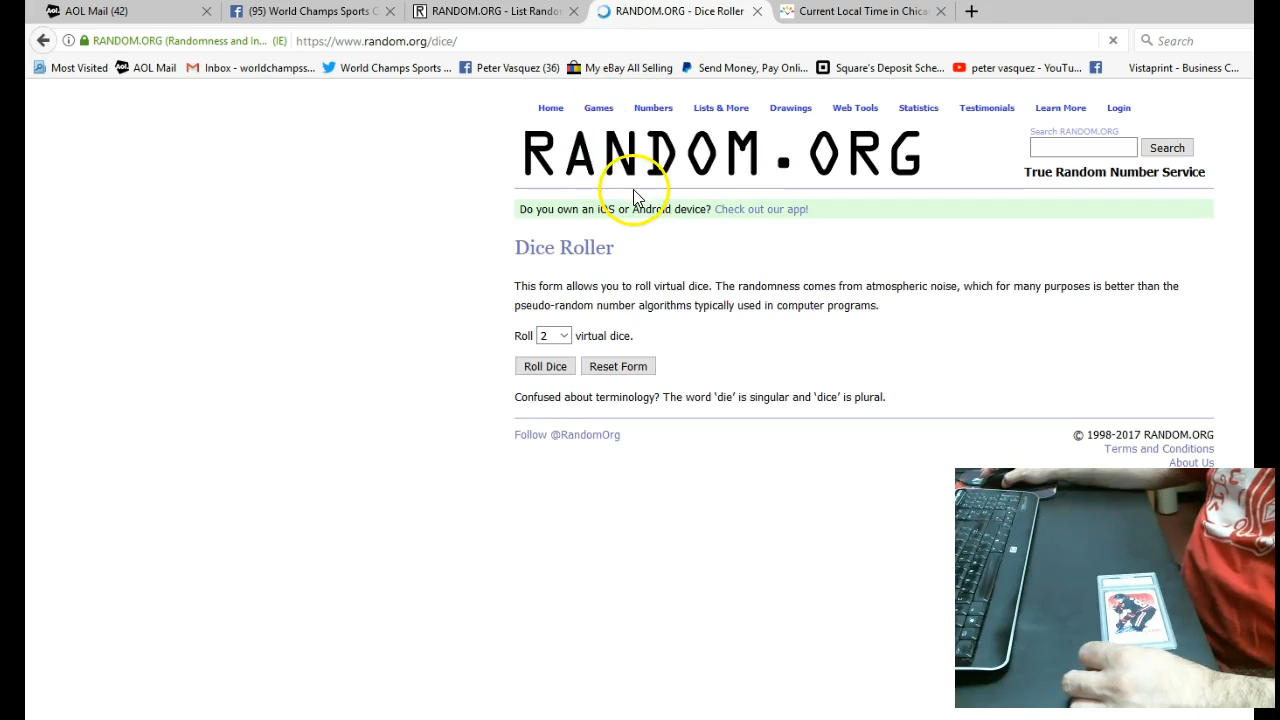 AOL Mail (42)
(95) World Champs Sports C
RANDOM.ORG - List Random
RANDOM.ORG - Dice Roller
Current Local Time in Chica
RANDOM.ORG (Randomness and In... (IE)
https://www.random.org/dice/
Search
Most Visited
AOL Mail
Inbox - worldchampss...
World Champs Sports ...
Peter Vasquez (36)
My eBay All Selling
Send Money, Pay Onli...
Square's Deposit Sche...
peter vasquez - YouTu...
Vistaprint - Business C...
Home
Games
Numbers
Lists & More
Drawings
Web Tools
Statistics
Testimonials
Learn More
Login
RANDOM.ORG
Search RANDOM.ORG
Search
True Random Number Service
Do you own an iOS or Android device? Check out our app!
Dice Roller
This form allows you to roll virtual dice. The randomness comes from atmospheric noise, which for many purposes is better than the
pseudo-random number algorithms typically used in computer programs.
Roll 2 virtual dice.
Roll Dice
Reset Form
Confused about terminology? The word ‘die’ is singular and ‘dice’ is plural.
Follow @RandomOrg
© 1998-2017 RANDOM.ORG
Terms and Conditions
About Us